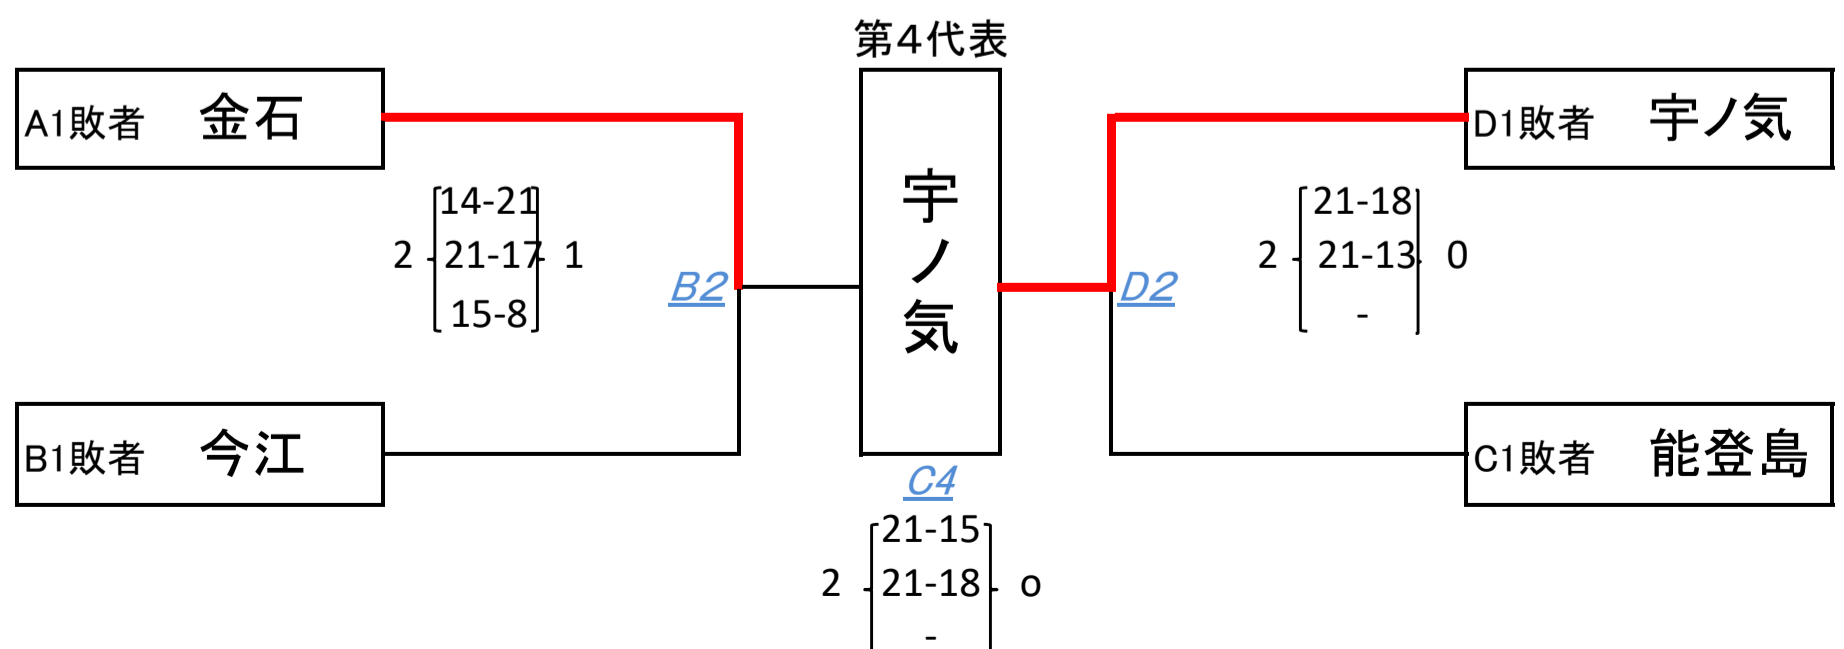 第4代表
A1敗者 金石
D1敗者 宇ノ気
宇ノ気
14-21
2 21-17 1
15-8
B2
21-18
2 21-13 0
-
D2
B1敗者 今江
C1敗者 能登島
C4
21-15
2 21-18 o
-